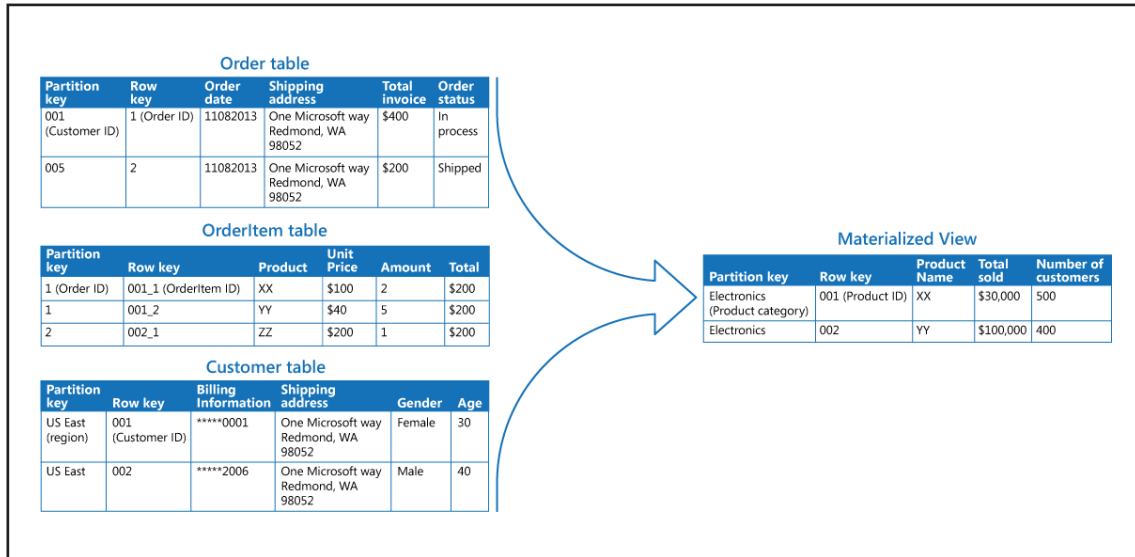 Order table
Partition key Row key Order date Shipping address Total invoice Order status
001 (Customer ID) 1 (Order ID) 11082013 One Microsoft way Redmond, WA 98052 $400 In process
005 2 11082013 One Microsoft way Redmond, WA 98052 $200 Shipped
OrderItem table
Partition key Row key Product Unit Price Amount Total
1 (Order ID) 001_1 (OrderItem ID) XX $100 2 $200
1 001_2 YY $40 5 $200
2 002_1 ZZ $200 1 $200
Customer table
Partition key Row key Billing Information Shipping address Gender Age
US East (region) 001 (Customer ID) *****0001 One Microsoft way Redmond, WA 98052 Female 30
US East 002 *****2006 One Microsoft way Redmond, WA 98052 Male 40
Materialized View
Partition key Row key Product Name Total sold Number of customers
Electronics (Product category) 001 (Product ID) XX $30,000 500
Electronics 002 YY $100,000 400